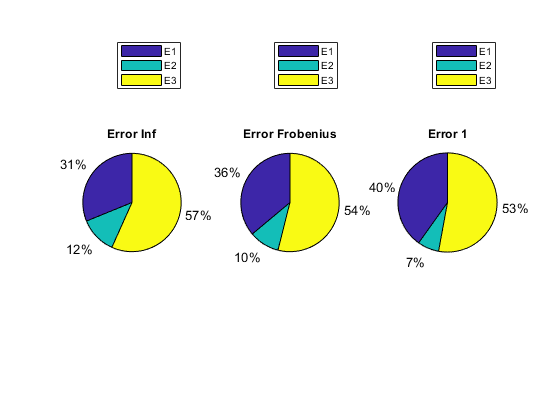 E1
E2
E3
E1
E2
E3
E1
E2
E3
Error Inf
31%
12%
57%
Error Frobenius
36%
10%
54%
Error 1
40%
7%
53%